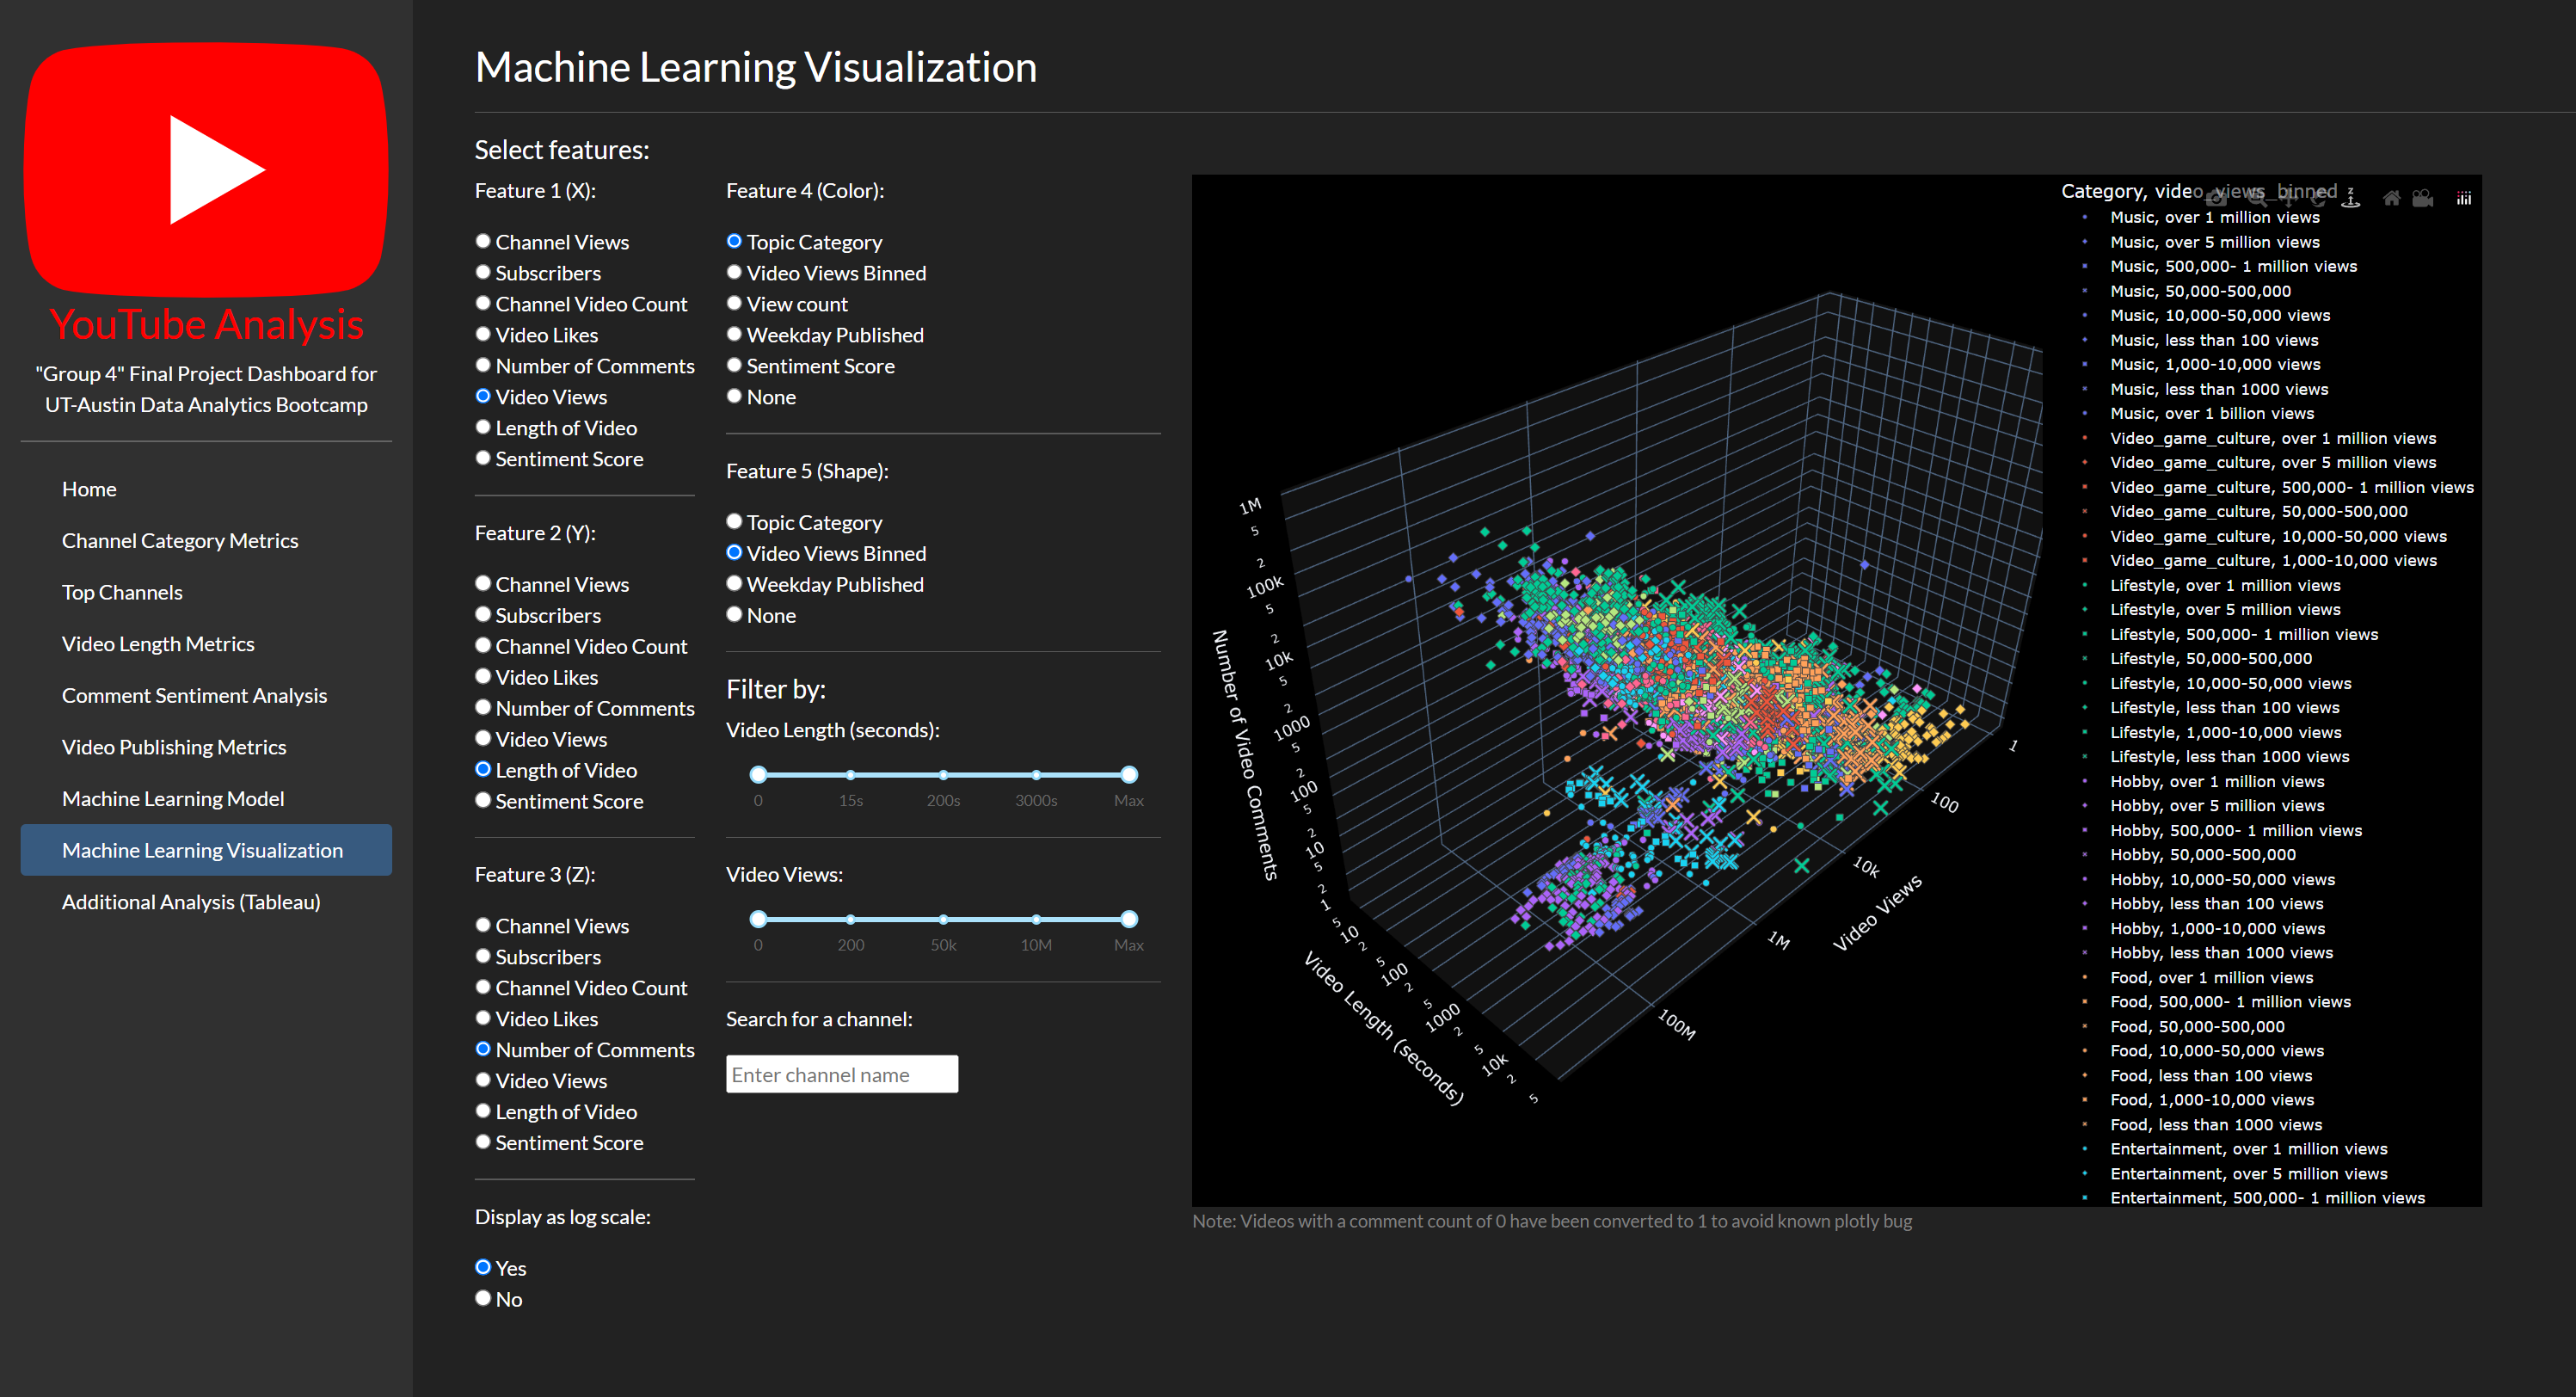 YouTube Analysis
"Group 4" Final Project Dashboard for
UT-Austin Data Analytics Bootcamp
Home
Channel Category Metrics
Top Channels
Video Length Metrics
Comment Sentiment Analysis
Video Publishing Metrics
Machine Learning Model
Machine Learning Visualization
Additional Analysis (Tableau)
Machine Learning Visualization
Select features:
Feature 1 (X):
Channel Views
Subscribers
Channel Video Count
Video Likes
Number of Comments
Video Views
Length of Video
Sentiment Score
Feature 2 (Y):
Channel Views
Subscribers
Channel Video Count
Video Likes
Number of Comments
Video Views
Length of Video
Sentiment Score
Feature 3 (Z):
Channel Views
Subscribers
Channel Video Count
Video Likes
Number of Comments
Video Views
Length of Video
Sentiment Score
Display as log scale:
Yes
No
Feature 4 (Color):
Topic Category
Video Views Binned
View count
Weekday Published
Sentiment Score
None
Feature 5 (Shape):
Topic Category
Video Views Binned
Weekday Published
None
Filter by:
Video Length (seconds):
0 15s 200s 3000s Max
Video Views:
0 200 50k 10M Max
Search for a channel:
Enter channel name
Number of Video Comments
1M
5
2
100k
5
2
10k
5
2
1000
5
2
100
5
2
10
5
2
1
Video Length (seconds)
5
10
2
5
100
2
5
1000
2
5
10k
2
5
Video Views
1
100
10k
1M
100M
Category, video_views_binned
Music, over 1 million views
Music, over 5 million views
Music, 500,000- 1 million views
Music, 50,000-500,000
Music, 10,000-50,000 views
Music, less than 100 views
Music, 1,000-10,000 views
Music, less than 1000 views
Music, over 1 billion views
Video_game_culture, over 1 million views
Video_game_culture, over 5 million views
Video_game_culture, 500,000- 1 million views
Video_game_culture, 50,000-500,000
Video_game_culture, 10,000-50,000 views
Video_game_culture, 1,000-10,000 views
Lifestyle, over 1 million views
Lifestyle, over 5 million views
Lifestyle, 500,000- 1 million views
Lifestyle, 50,000-500,000
Lifestyle, 10,000-50,000 views
Lifestyle, less than 100 views
Lifestyle, 1,000-10,000 views
Lifestyle, less than 1000 views
Hobby, over 1 million views
Hobby, over 5 million views
Hobby, 500,000- 1 million views
Hobby, 50,000-500,000
Hobby, 10,000-50,000 views
Hobby, less than 100 views
Hobby, 1,000-10,000 views
Hobby, less than 1000 views
Food, over 1 million views
Food, 500,000- 1 million views
Food, 50,000-500,000
Food, 10,000-50,000 views
Food, less than 100 views
Food, 1,000-10,000 views
Food, less than 1000 views
Entertainment, over 1 million views
Entertainment, over 5 million views
Entertainment, 500,000- 1 million views
Note: Videos with a comment count of 0 have been converted to 1 to avoid known plotly bug